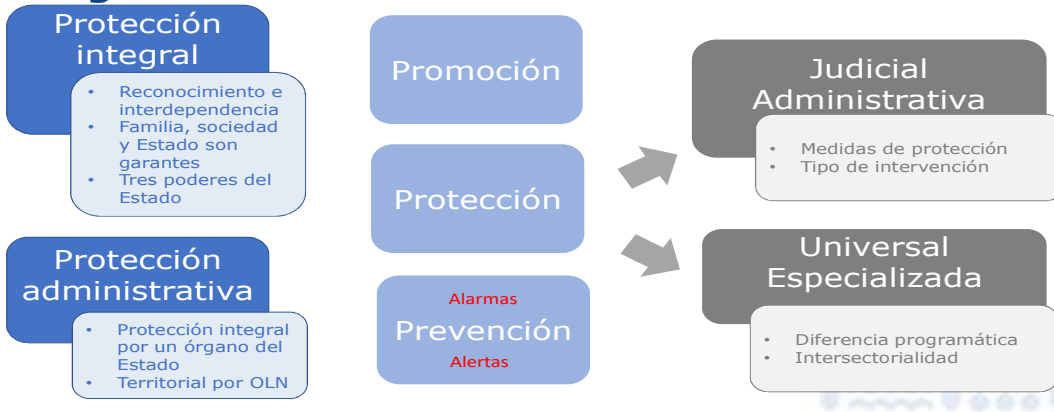 Protección
integral
• Reconocimiento e
interdependencia
• Familia, sociedad
y Estado son
garantes
• Tres poderes del
Estado
Protección
administrativa
• Protección integral
por un órgano del
Estado
• Territorial por OLN
Promoción
Protección
Alarmas
Prevención
Alertas
Judicial
Administrativa
• Medidas de protección
• Tipo de intervención
Universal
Especializada
• Diferencia programática
• Intersectorialidad